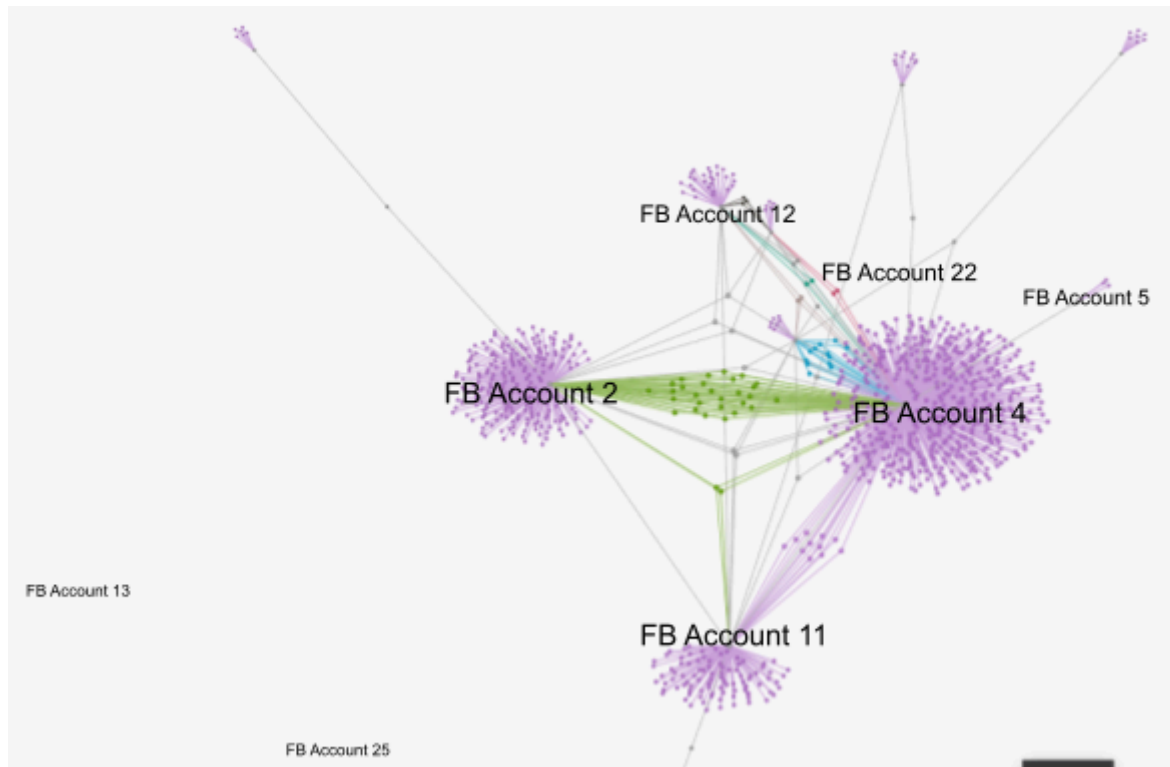 FB Account 12
FB Account 22
FB Account 5
FB Account 2
FB Account 4
FB Account 13
FB Account 11
FB Account 25